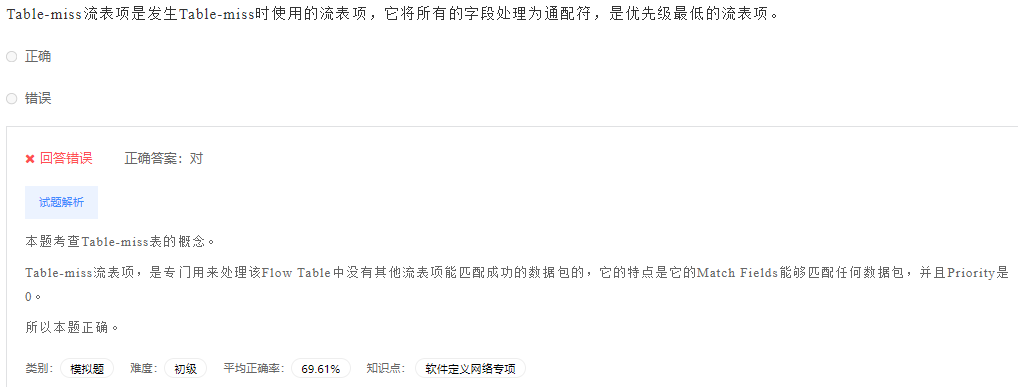 Table-miss流表项是发生Table-miss时使用的流表项，它将所有的字段处理为通配符，是优先级最低的流表项。
正确
错误
✖ 回答错误 正确答案：对
试题解析
本题考查Table-miss表的概念。
Table-miss流表项，是专门用来处理该Flow Table中没有其他流表项能匹配成功的数据包的，它的特点是它的Match Fields能够匹配任何数据包，并且Priority是
0。
所以本题正确。
类别： 模拟题 难度： 初级 平均正确率： 69.61% 知识点： 软件定义网络专项